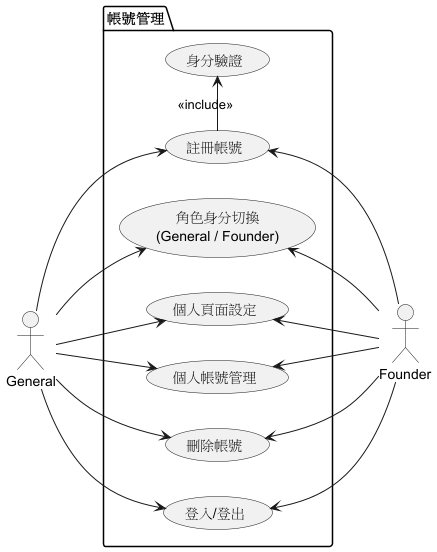 帳號管理
身分驗證
«include»
註冊帳號
角色身分切換
(General / Founder)
個人頁面設定
個人帳號管理
刪除帳號
登入/登出
General
Founder